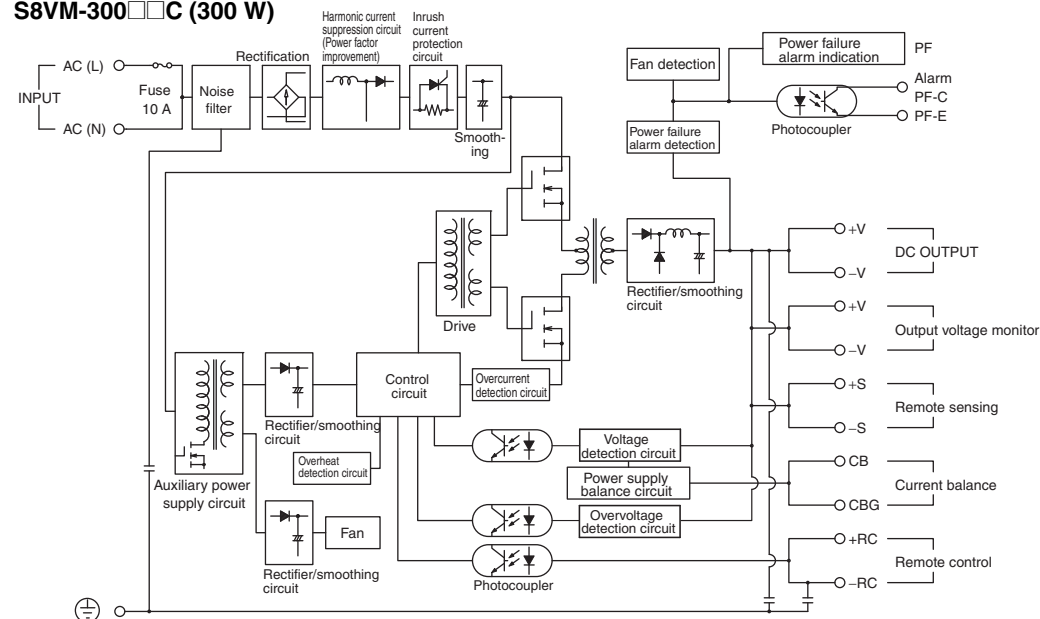 S8VM-300□□C (300 W)
Harmonic current
suppression circuit
(Power factor
improvement)
Inrush
current
protection
circuit
Rectification
AC (L)
INPUT
AC (N)
Fuse
10 A
Noise
filter
Smooth-
ing
Fan detection
Power failure
alarm indication
PF
Alarm
PF-C
PF-E
Photocoupler
Power failure
alarm detection
Drive
Rectifier/smoothing
circuit
+V
DC OUTPUT
−V
+V
Output voltage monitor
−V
+S
Remote sensing
−S
CB
Current balance
CBG
+RC
Remote control
−RC
Control
circuit
Overcurrent
detection circuit
Rectifier/smoothing
circuit
Overheat
detection circuit
Auxiliary power
supply circuit
Voltage
detection circuit
Power supply
balance circuit
Overvoltage
detection circuit
Fan
Rectifier/smoothing
circuit
Photocoupler